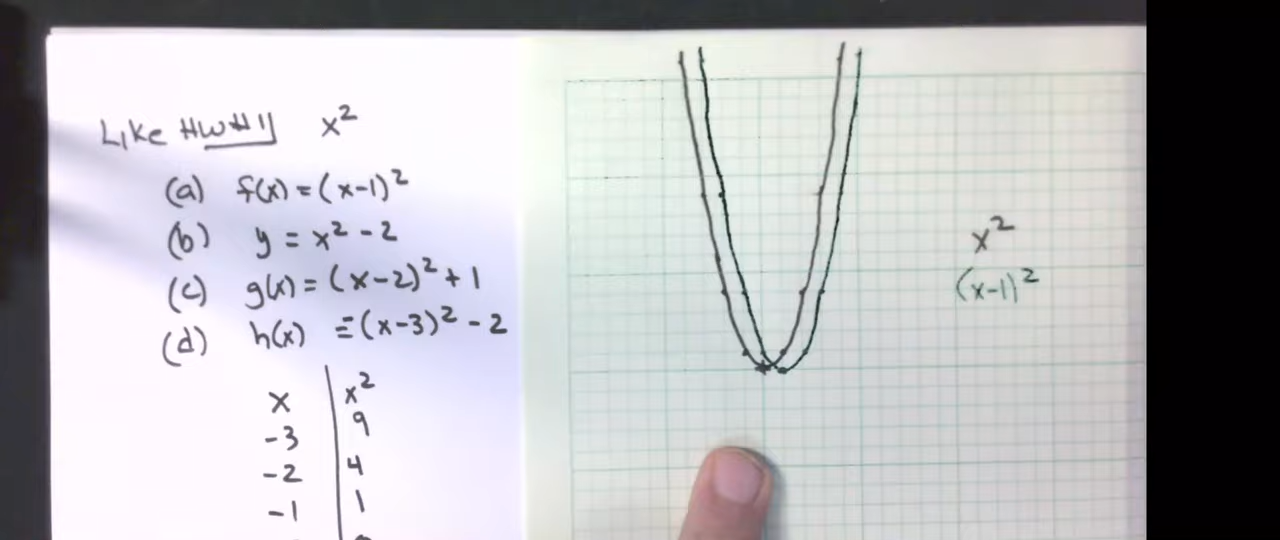 Like HW#11 x²
(a) f(x) = (x-1)²
(b) y = x² - 2
(c) g(x) = (x-2)² + 1
(d) h(x) = (x-3)² - 2
x x²
-3 9
-2 4
-1 1
x²
(x-1)²